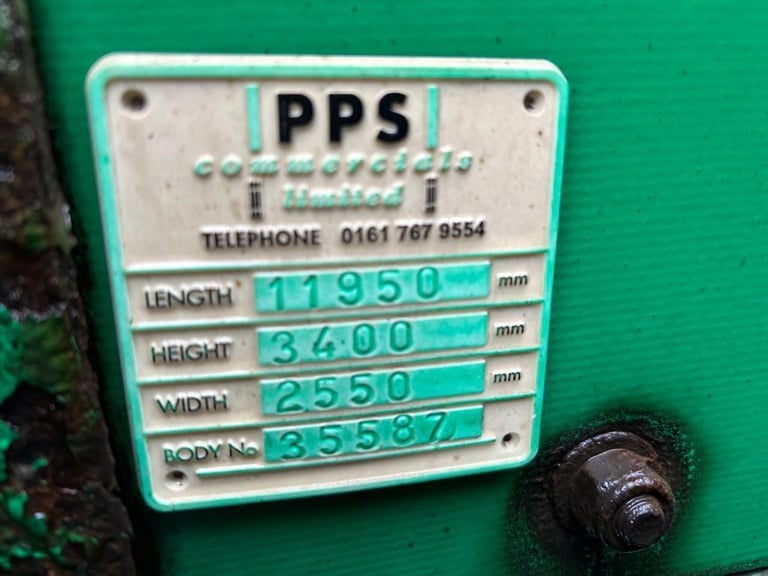 PPS
commercials
limited
TELEPHONE 0161 767 9554
LENGTH 11950 mm
HEIGHT 3400 mm
WIDTH 2550 mm
BODY No 35587